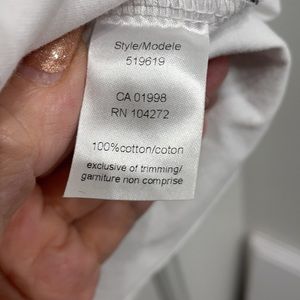 Style/Modele
519619
CA 01998
RN 104272
100%cotton/coton
exclusive of trimming/
garniture non comprise